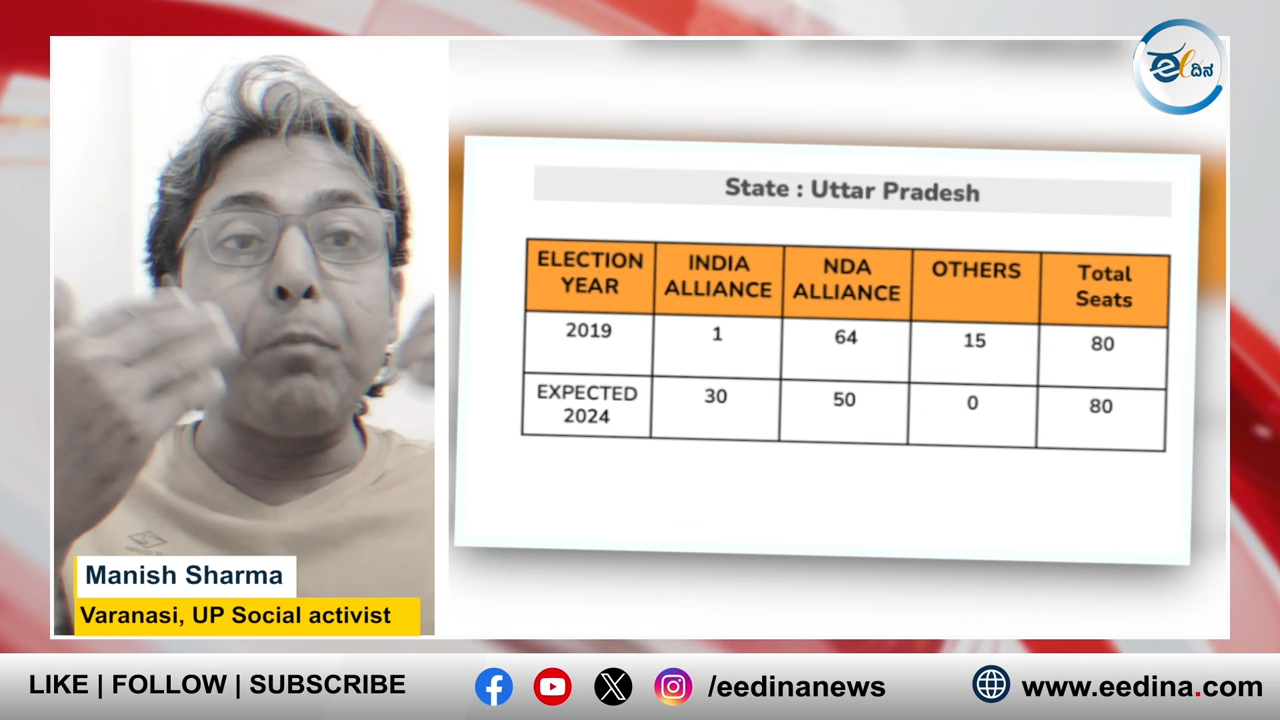 eದಿನ
State : Uttar Pradesh
ELECTION YEAR | INDIA ALLIANCE | NDA ALLIANCE | OTHERS | Total Seats
2019 | 1 | 64 | 15 | 80
EXPECTED 2024 | 30 | 50 | 0 | 80
Manish Sharma
Varanasi, UP Social activist
LIKE | FOLLOW | SUBSCRIBE /eedinanews www.eedina.com